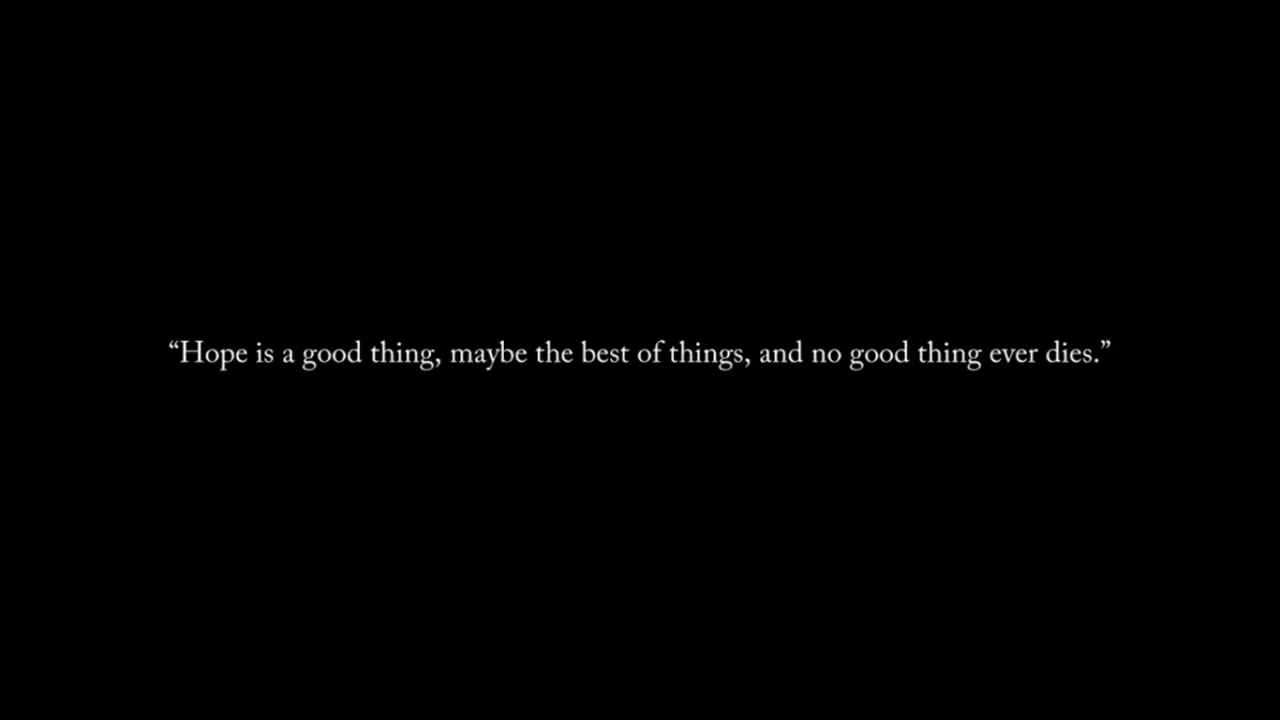 “Hope is a good thing, maybe the best of things, and no good thing ever dies.”